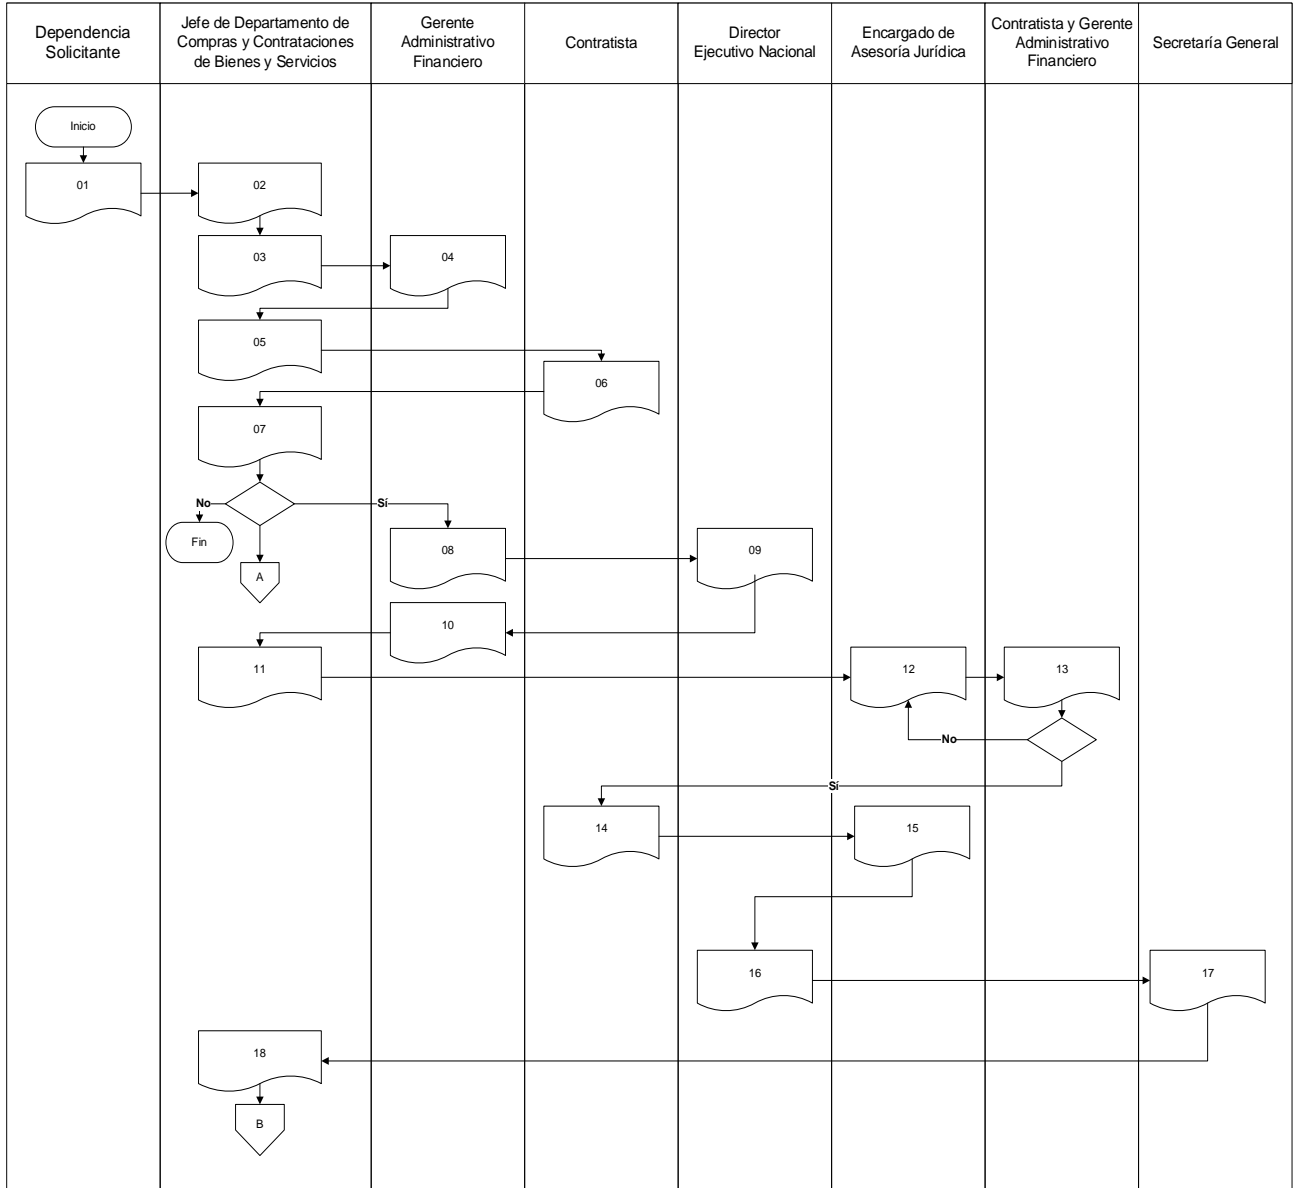 Dependencia
Solicitante
Jefe de Departamento de
Compras y Contrataciones
de Bienes y Servicios
Gerente
Administrativo
Financiero
Contratista
Director
Ejecutivo Nacional
Encargado de
Asesoría Jurídica
Contratista y Gerente
Administrativo
Financiero
Secretaría General
Inicio
01
02
03
04
05
06
07
No
Sí
Fin
08
09
A
10
11
12
13
No
Sí
14
15
16
17
18
B